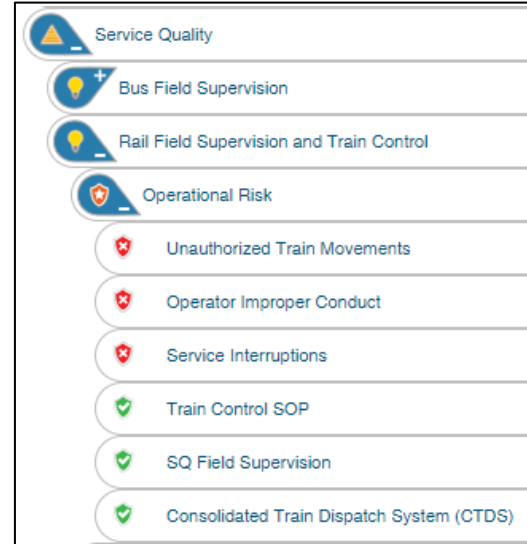 Service Quality
Bus Field Supervision
Rail Field Supervision and Train Control
Operational Risk
Unauthorized Train Movements
Operator Improper Conduct
Service Interruptions
Train Control SOP
SQ Field Supervision
Consolidated Train Dispatch System (CTDS)